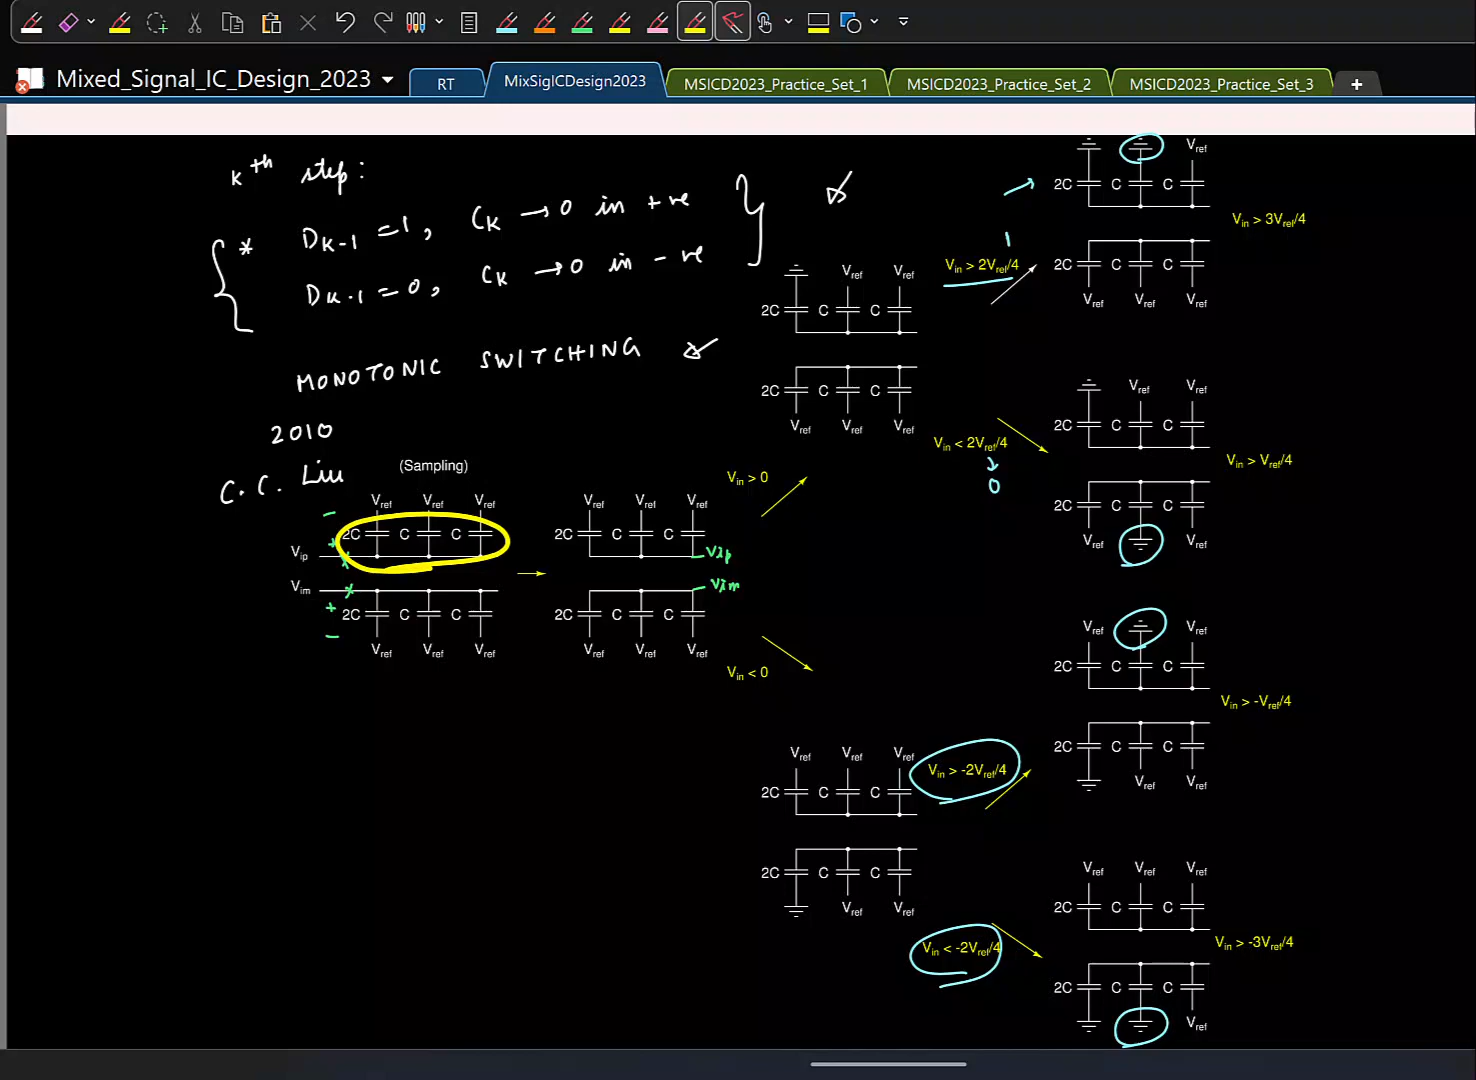 Mixed_Signal_IC_Design_2023
RT
MixSigICDesign2023
MSICD2023_Practice_Set_1
MSICD2023_Practice_Set_2
MSICD2023_Practice_Set_3
+
Kth step:
* DK-1 = 1, CK → 0 in +ve
DK-1 = 0, CK → 0 in -ve
MONOTONIC SWITCHING
2010
C.C. Liu
(Sampling)
Vref Vref Vref
2C C C
Vip
Vim
2C C C
Vref Vref Vref
Vref Vref Vref
2C C C
Vip
Vim
2C C C
Vref Vref Vref
Vin > 0
Vin < 0
Vref Vref
2C C C
2C C C
Vref Vref Vref
1
Vin > 2Vref/4
Vin < 2Vref/4
0
Vref Vref Vref
2C C C
2C C C
Vref Vref
Vin > -2Vref/4
Vin < -2Vref/4
Vref
2C C C
Vin > 3Vref/4
2C C C
Vref Vref Vref
Vref Vref
2C C C
Vin > Vref/4
2C C C
Vref Vref
Vref Vref
2C C C
Vin > -Vref/4
2C C C
Vref Vref
Vref Vref Vref
2C C C
Vin > -3Vref/4
2C C C
Vref